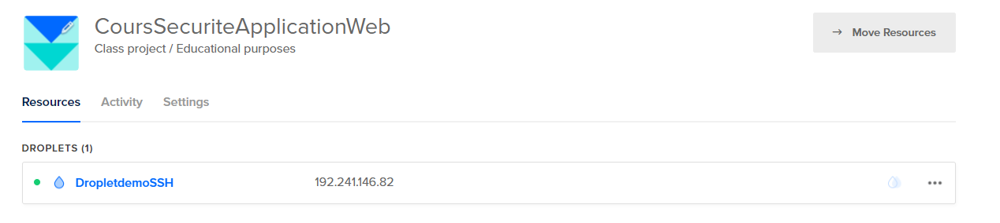 CoursSecuriteApplicationWeb
Class project / Educational purposes
→ Move Resources
Resources Activity Settings
DROPLETS (1)
DropletdemoSSH 192.241.146.82